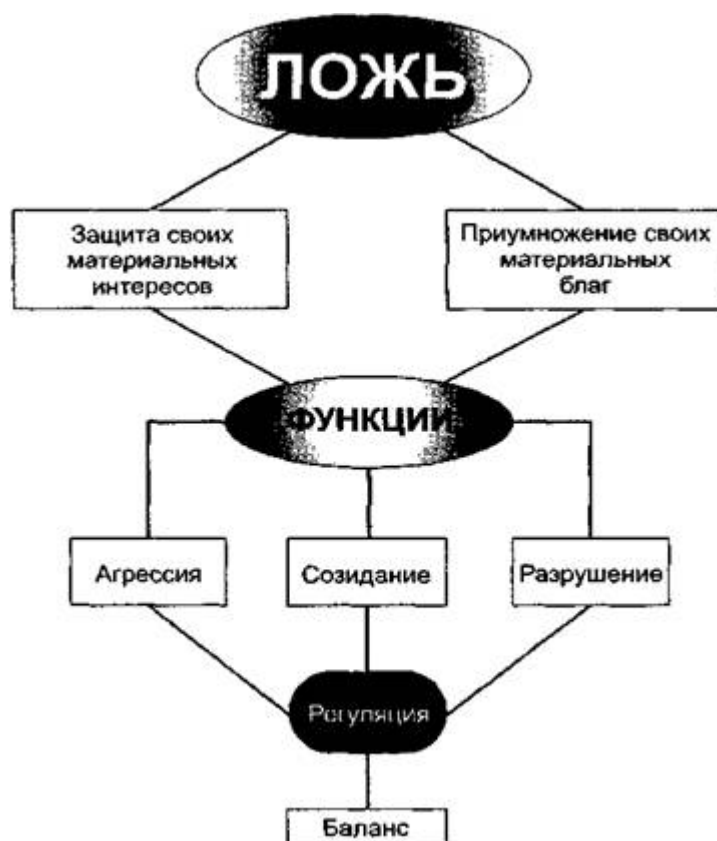 ЛОЖЬ
Защита своих
материальных
интересов
Приумножение своих
материальных
благ
ФУНКЦИИ
Агрессия
Созидание
Разрушение
Регуляция
Баланс